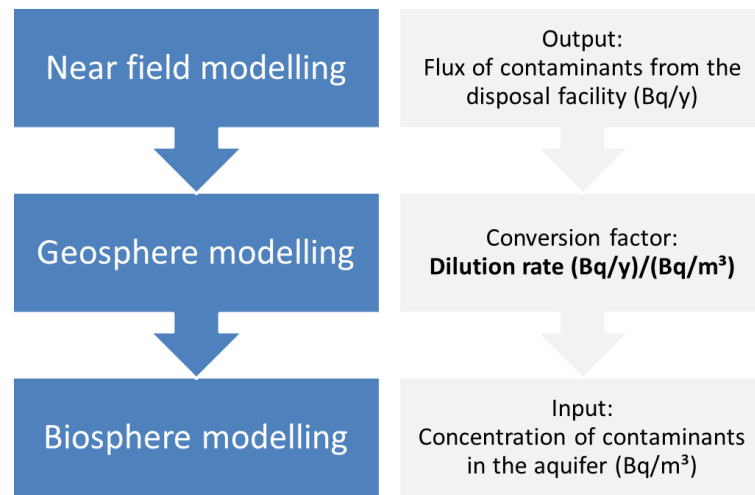 Near field modelling
Output:
Flux of contaminants from the
disposal facility (Bq/y)
Geosphere modelling
Conversion factor:
Dilution rate (Bq/y)/(Bq/m³)
Biosphere modelling
Input:
Concentration of contaminants
in the aquifer (Bq/m³)